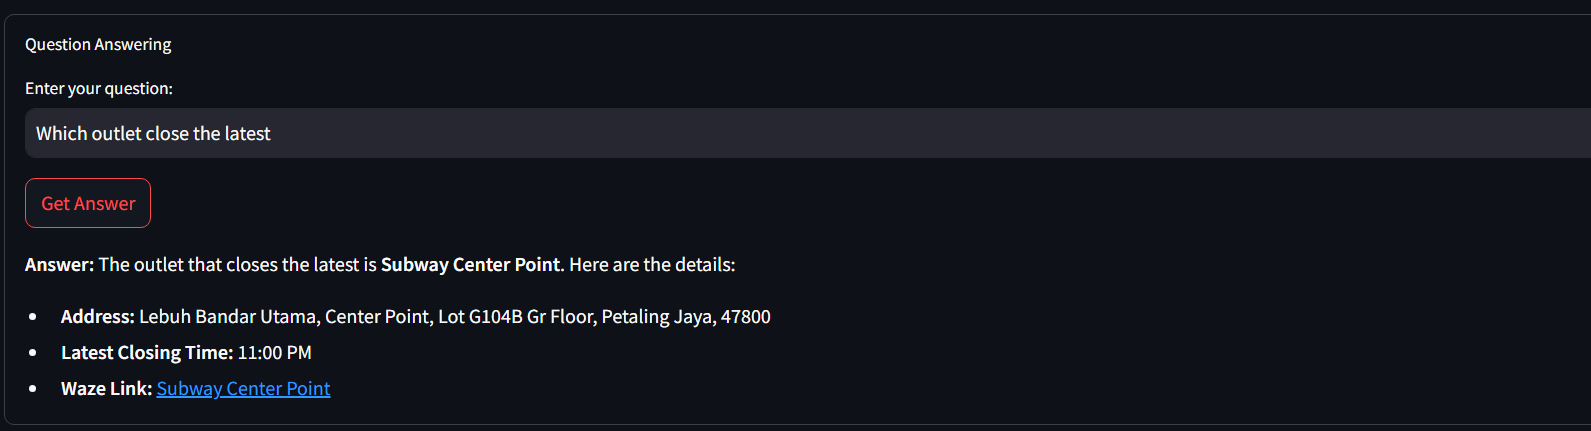 Question Answering
Enter your question:
Which outlet close the latest
Get Answer
Answer: The outlet that closes the latest is Subway Center Point. Here are the details:
• Address: Lebuh Bandar Utama, Center Point, Lot G104B Gr Floor, Petaling Jaya, 47800
• Latest Closing Time: 11:00 PM
• Waze Link: Subway Center Point